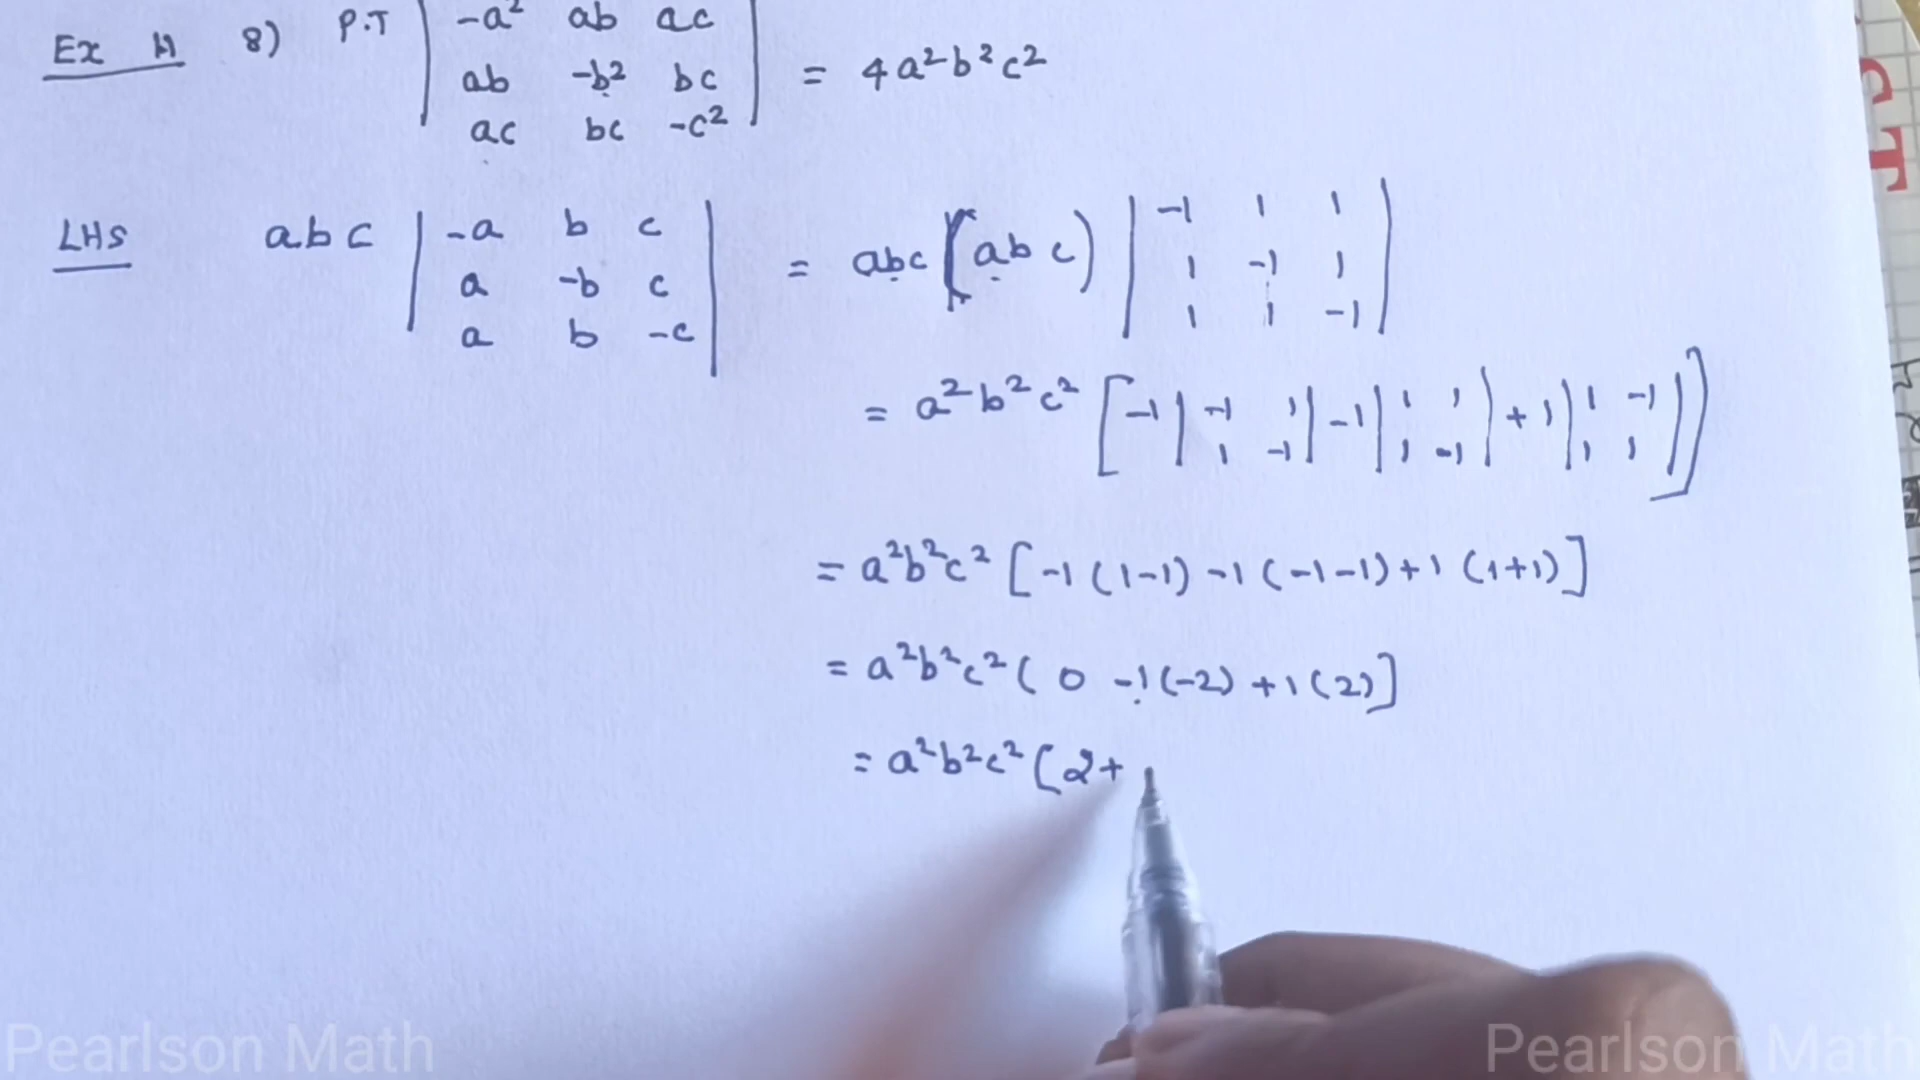 Ex 8) P.T | -a² ab ac |
| ab -b² bc | = 4a²b²c²
| ac bc -c² |
LHS abc | -a b c | = abc (abc) | -1 1 1 |
| a -b c | | 1 -1 1 |
| a b -c | | 1 1 -1 |
= a²b²c² [ -1 | -1 1 | -1 | 1 1 | + 1 | 1 -1 | ]
| 1 -1 | | 1 -1 | | 1 1 |
= a²b²c² [ -1 (1-1) -1 (-1-1) + 1 (1+1) ]
= a²b²c² ( 0 -1 (-2) + 1 (2) ]
= a²b²c² [ 2 +
CT
Pearlson Math
Pearlson Math